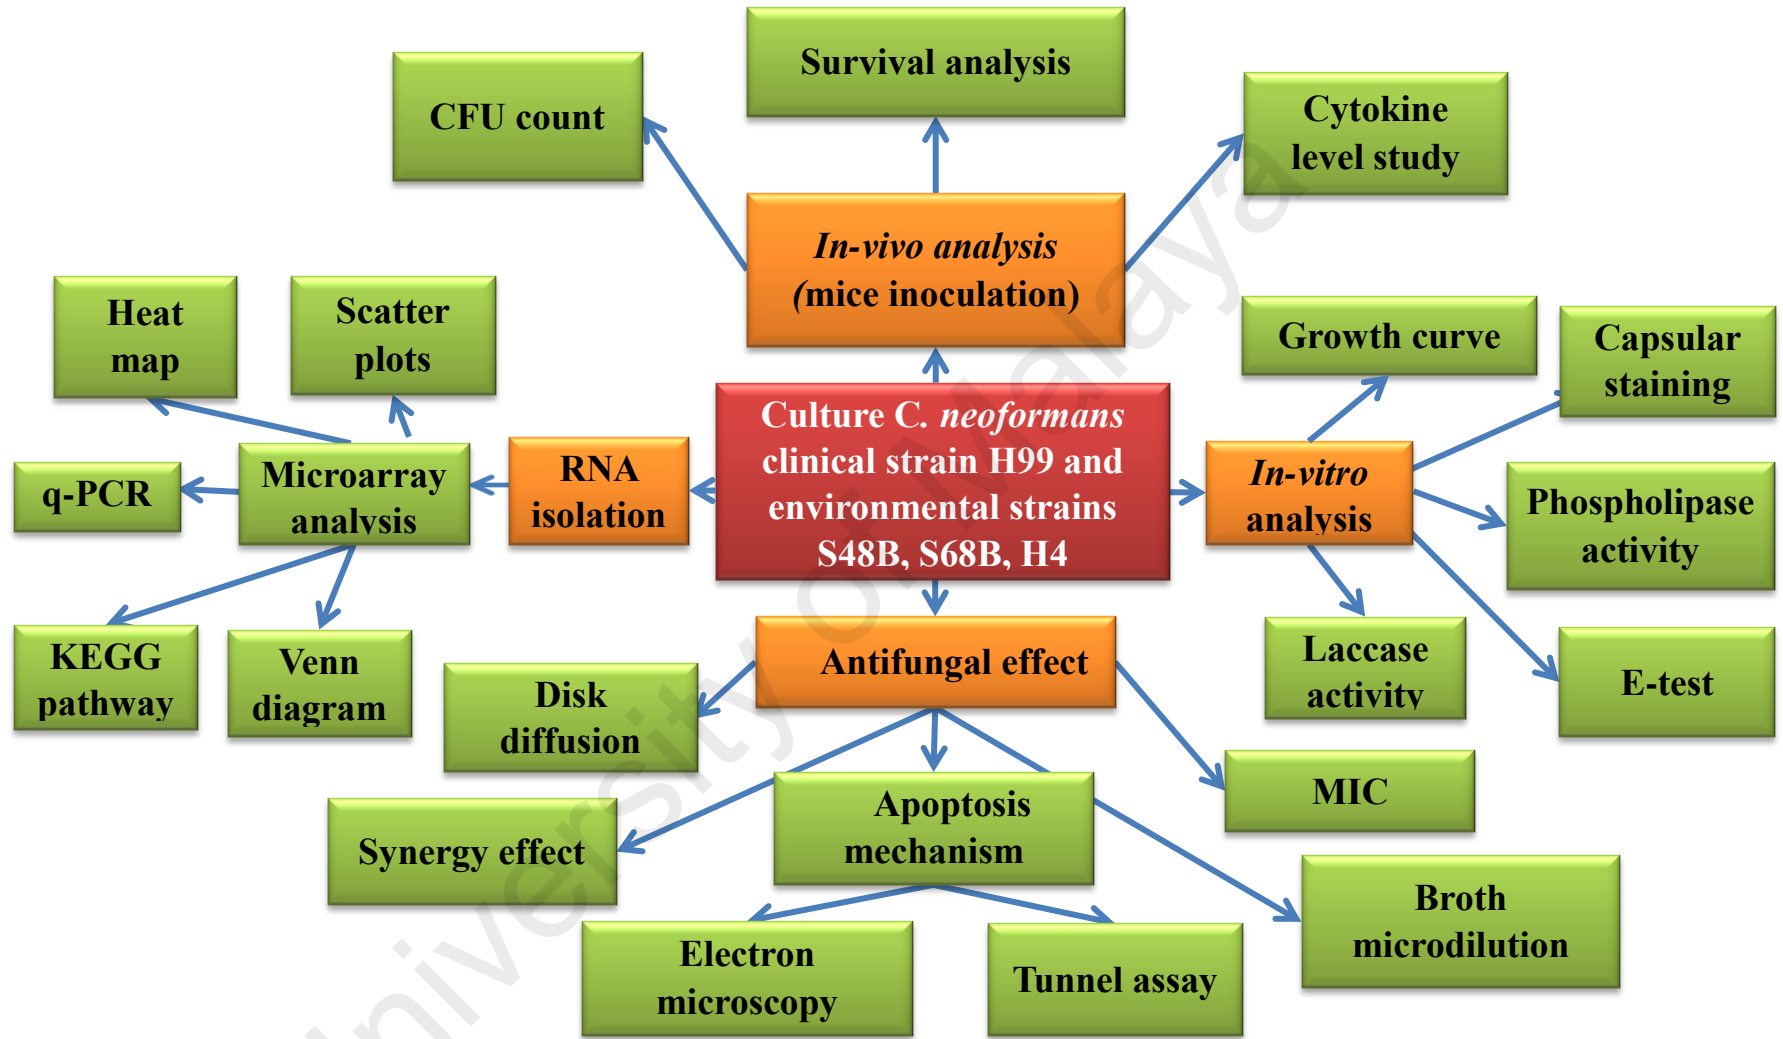 Survival analysis
CFU count
Cytokine
level study
In-vivo analysis
(mice inoculation)
Heat
map
Scatter
plots
Growth curve
Capsular
staining
Culture C. neoformans
clinical strain H99 and
environmental strains
S48B, S68B, H4
RNA
isolation
Microarray
analysis
q-PCR
In-vitro
analysis
Phospholipase
activity
KEGG
pathway
Venn
diagram
Antifungal effect
Laccase
activity
E-test
Disk
diffusion
MIC
Synergy effect
Apoptosis
mechanism
Broth
microdilution
Electron
microscopy
Tunnel assay
University of Malaya